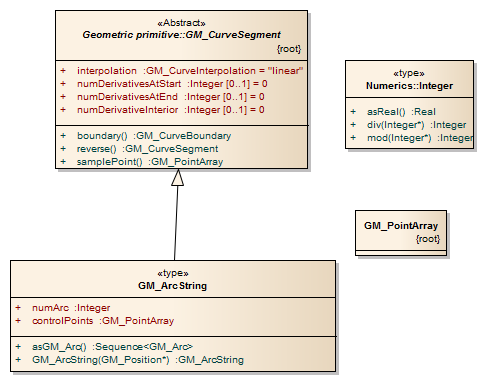 «Abstract»
Geometric primitive::GM_CurveSegment
{root}
+ interpolation :GM_CurveInterpolation = "linear"
+ numDerivativesAtStart :Integer [0..1] = 0
+ numDerivativesAtEnd :Integer [0..1] = 0
+ numDerivativeInterior :Integer [0..1] = 0
+ boundary() :GM_CurveBoundary
+ reverse() :GM_CurveSegment
+ samplePoint() :GM_PointArray
«type»
Numerics::Integer
+ asReal() :Real
+ div(Integer*) :Integer
+ mod(Integer*) :Integer
GM_PointArray
{root}
«type»
GM_ArcString
+ numArc :Integer
+ controlPoints :GM_PointArray
+ asGM_Arc() :Sequence<GM_Arc>
+ GM_ArcString(GM_Position*) :GM_ArcString